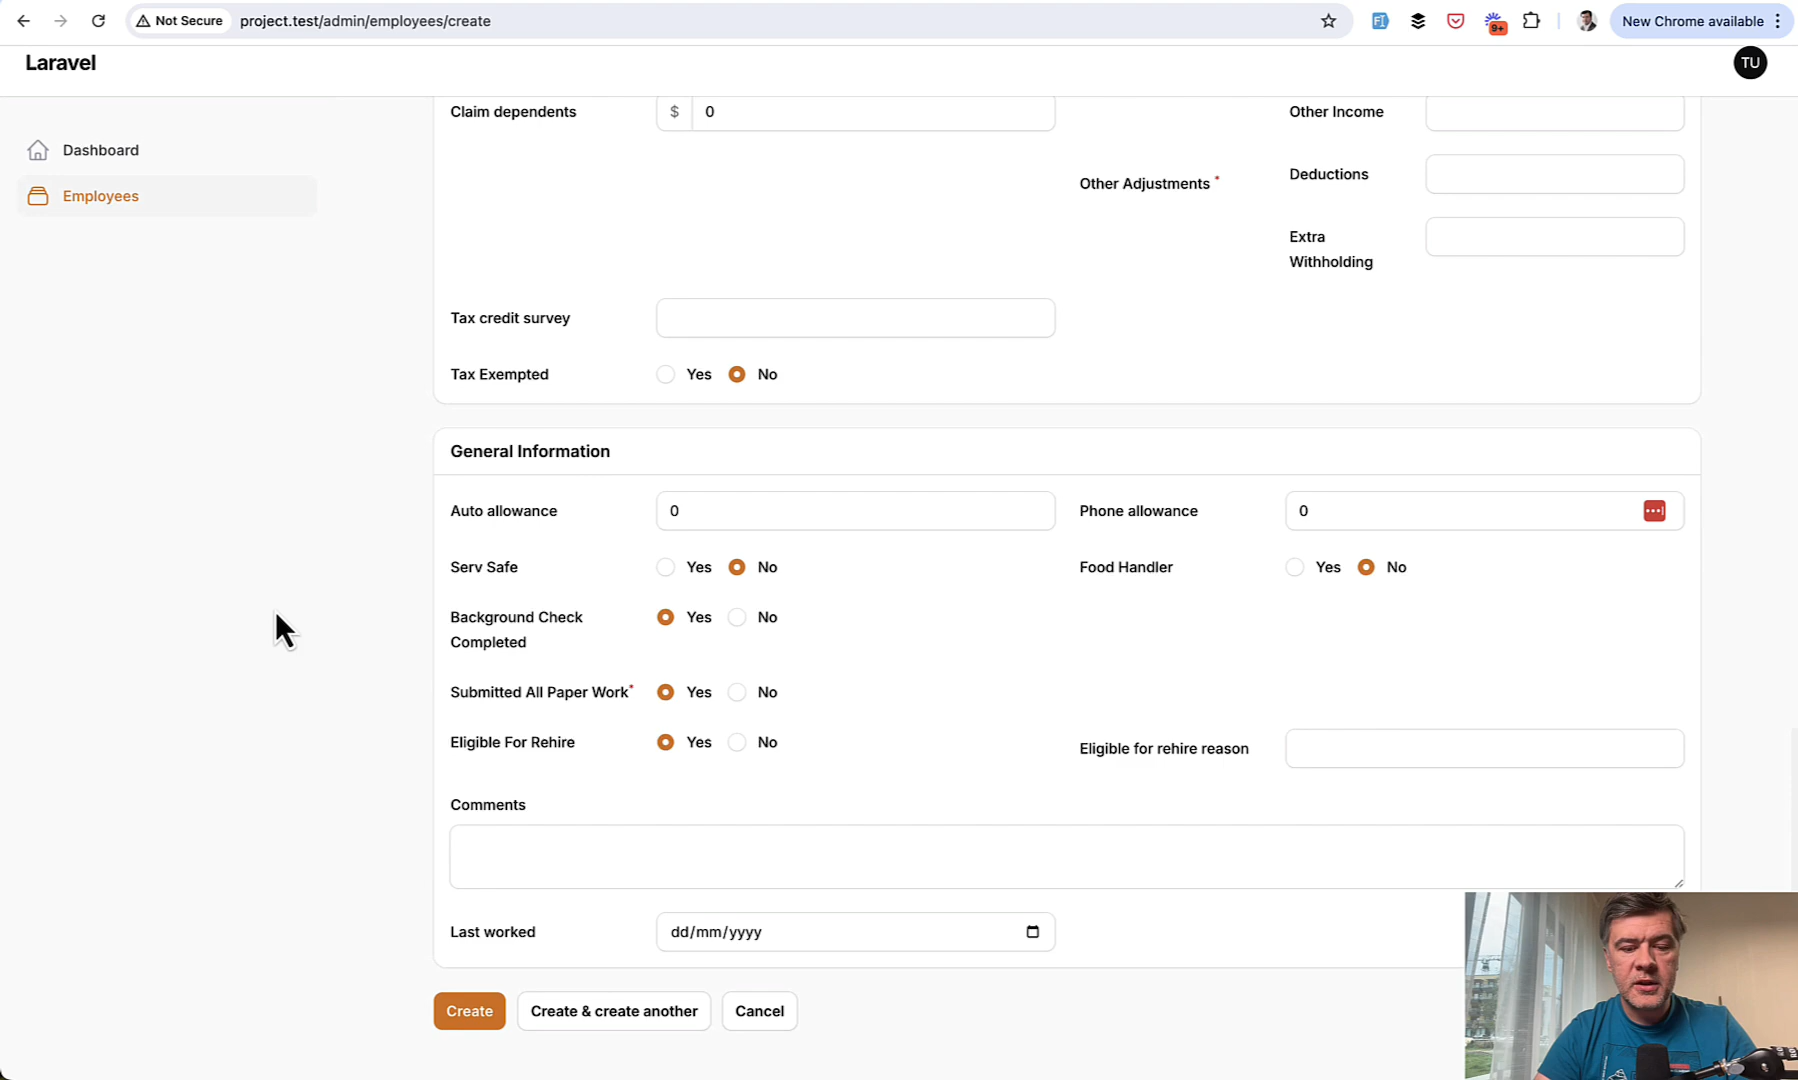 Not Secure project.test/admin/employees/create
9+
New Chrome available
Laravel
TU
Dashboard
Employees
Claim dependents $ 0
Other Income
Other Adjustments *
Deductions
Extra
Withholding
Tax credit survey
Tax Exempted Yes No
General Information
Auto allowance 0
Phone allowance 0
Serv Safe Yes No
Food Handler Yes No
Background Check
Completed
Yes No
Submitted All Paper Work* Yes No
Eligible For Rehire Yes No
Eligible for rehire reason
Comments
Last worked dd/mm/yyyy
Create Create & create another Cancel